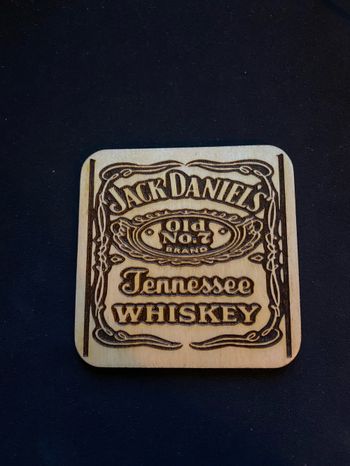 JACK DANIEL'S
Old
No.7
BRAND
Tennessee
WHISKEY